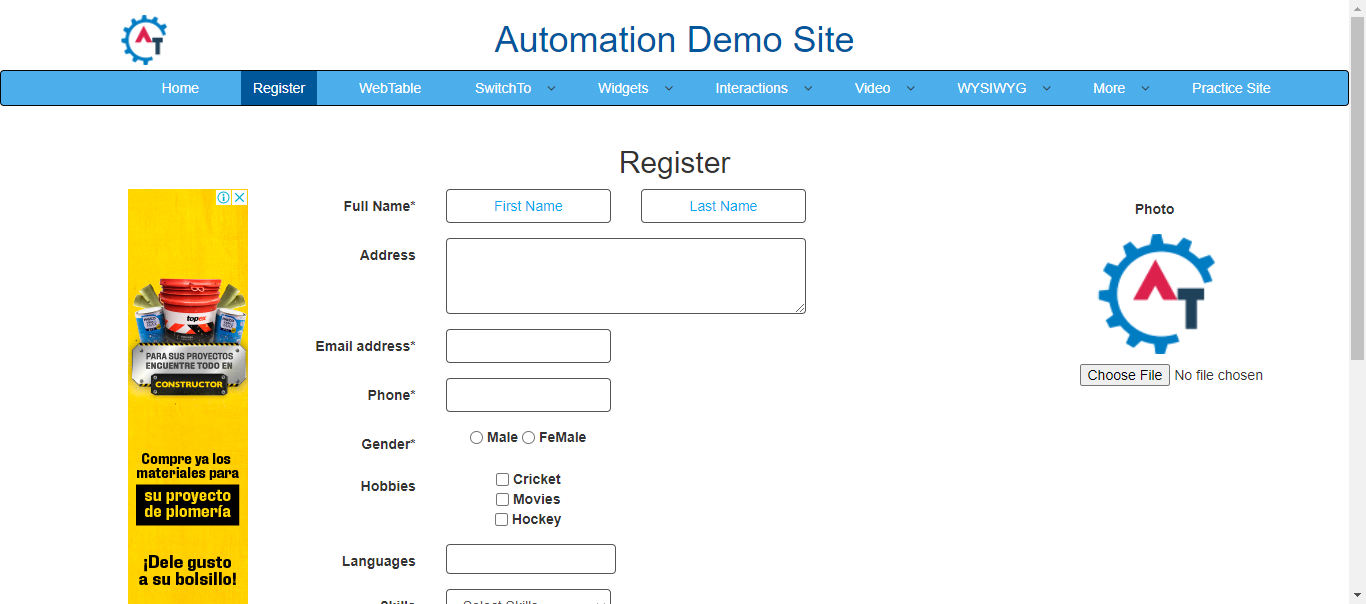 AT
Automation Demo Site
Home Register WebTable SwitchTo Widgets Interactions Video WYSIWYG More Practice Site
Register
Full Name* First Name Last Name
Photo
Address
AT
Email address*
Choose File No file chosen
Phone*
Gender* Male FeMale
Hobbies
Cricket
Movies
Hockey
Languages
Skills Select Skills
topex
PARA SUS PROYECTOS
ENCUENTRE TODO EN
CONSTRUCTOR
Compre ya los
materiales para
su proyecto
de plomería
¡Dele gusto
a su bolsillo!